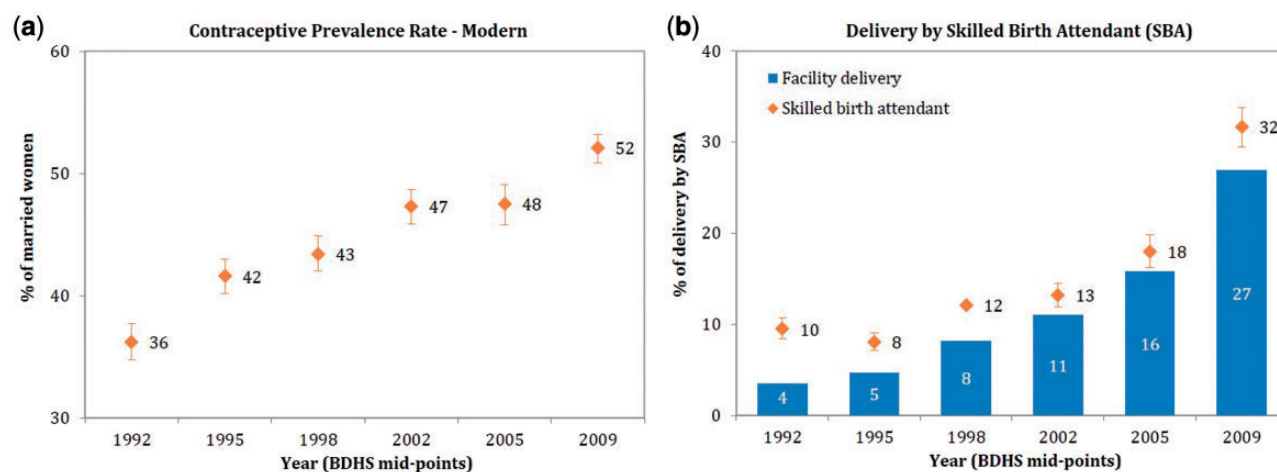 (a)
Contraceptive Prevalence Rate - Modern
60
50
40
30
% of married women
36
42
43
47
48
52
1992 1995 1998 2002 2005 2009
Year (BDHS mid-points)
(b)
Delivery by Skilled Birth Attendant (SBA)
40
30
20
10
0
% of delivery by SBA
Facility delivery
Skilled birth attendant
10
8
12
13
18
32
4
5
8
11
16
27
1992 1995 1998 2002 2005 2009
Year (BDHS mid-points)